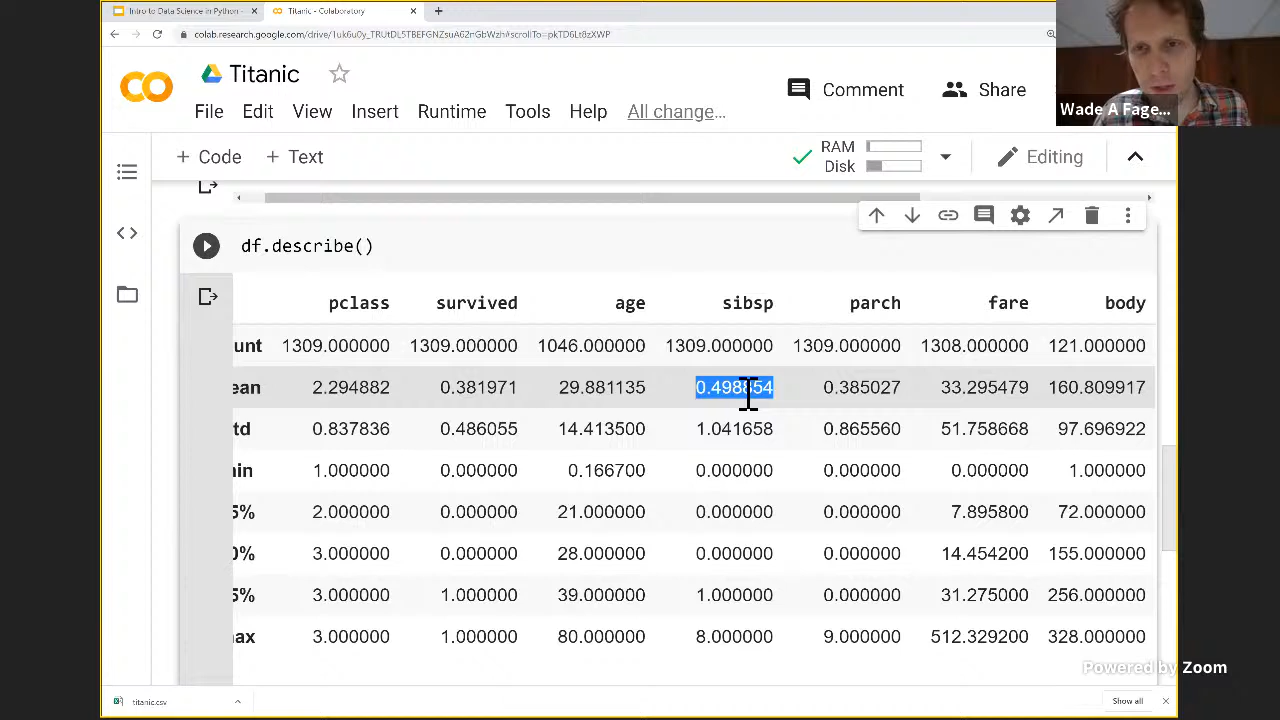 Intro to Data Science in Python -
Titanic - Colaboratory
colab.research.google.com/drive/1uk6u0y_TRUtDL5TBEFGNZsuA62nGbWzh#scrollTo=pkTD6Lt8zXWP
Titanic
Comment
Share
Wade A Fage...
File Edit View Insert Runtime Tools Help All change...
+ Code + Text
RAM
Disk
Editing
df.describe()
pclass survived age sibsp parch fare body
unt 1309.000000 1309.000000 1046.000000 1309.000000 1309.000000 1308.000000 121.000000
ean 2.294882 0.381971 29.881135 0.498854 0.385027 33.295479 160.809917
td 0.837836 0.486055 14.413500 1.041658 0.865560 51.758668 97.696922
in 1.000000 0.000000 0.166700 0.000000 0.000000 0.000000 1.000000
5% 2.000000 0.000000 21.000000 0.000000 0.000000 7.895800 72.000000
0% 3.000000 0.000000 28.000000 0.000000 0.000000 14.454200 155.000000
5% 3.000000 1.000000 39.000000 1.000000 0.000000 31.275000 256.000000
ax 3.000000 1.000000 80.000000 8.000000 9.000000 512.329200 328.000000
Powered by Zoom
titanic.csv
Show all